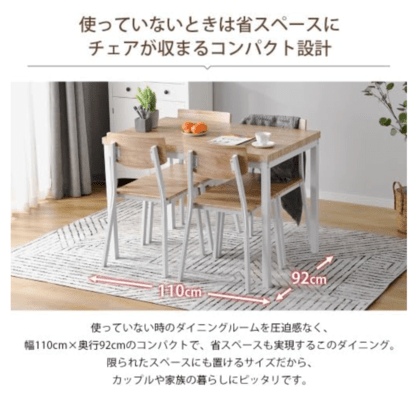 使っていないときは省スペースに
チェアが収まるコンパクト設計
110cm
92cm
使っていない時のダイニングルームを圧迫感なく、
幅110cm×奥行92cmのコンパクトで、省スペースも実現するこのダイニング。
限られたスペースにも置けるサイズだから、
カップルや家族の暮らしにピッタリです。